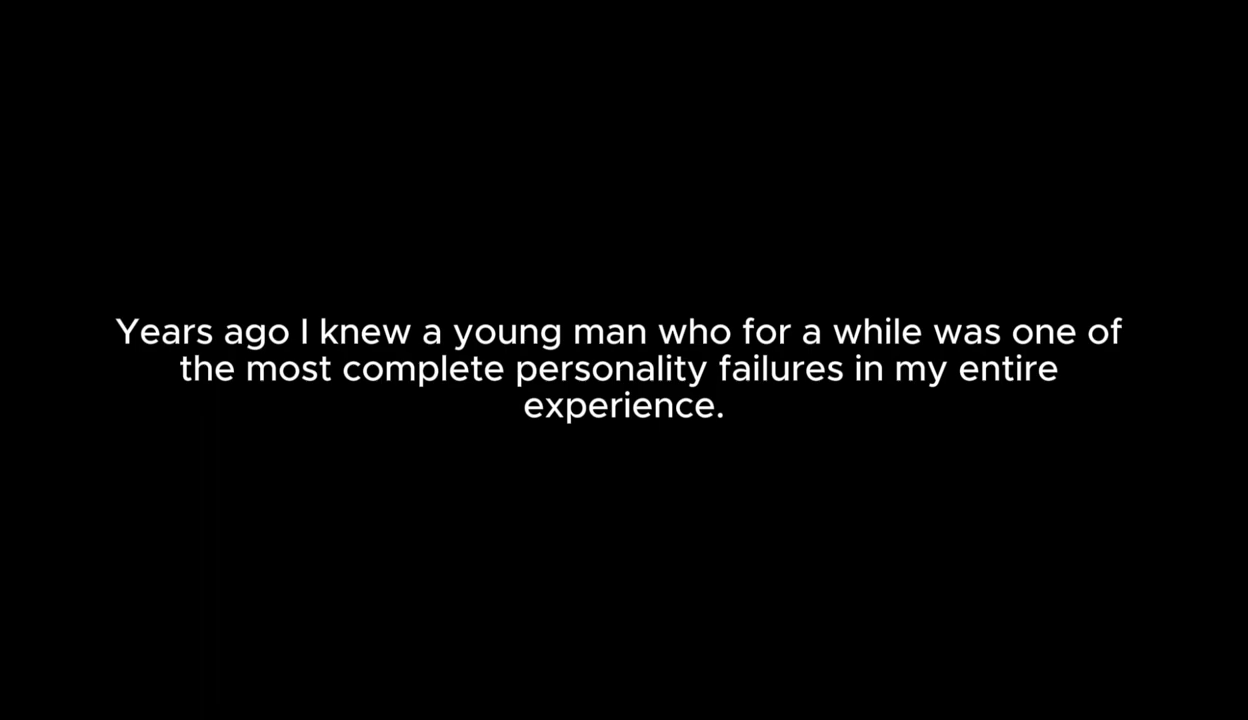 Years ago I knew a young man who for a while was one of
the most complete personality failures in my entire
experience.